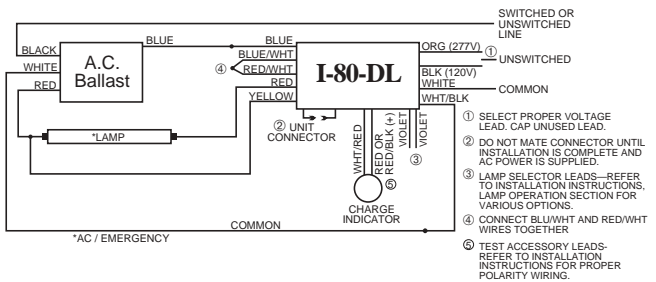 SWITCHED OR
UNSWITCHED
LINE
BLUE
BLUE
BLACK
BLUE/WHT
ORG (277V)
①
UNSWITCHED
WHITE
A.C.
Ballast
④
RED/WHT
I-80-DL
BLK (120V)
RED
RED
WHITE
COMMON
YELLOW
WHT/BLK
*LAMP
② UNIT
CONNECTOR
WHT/RED
RED OR
RED/BLK (+)
⑤
VIOLET
VIOLET
③
CHARGE
INDICATOR
COMMON
*AC / EMERGENCY
① SELECT PROPER VOLTAGE
LEAD. CAP UNUSED LEAD.
② DO NOT MATE CONNECTOR UNTIL
INSTALLATION IS COMPLETE AND
AC POWER IS SUPPLIED.
③ LAMP SELECTOR LEADS—REFER
TO INSTALLATION INSTRUCTIONS,
LAMP OPERATION SECTION FOR
VARIOUS OPTIONS.
④ CONNECT BLU/WHT AND RED/WHT
WIRES TOGETHER
⑤ TEST ACCESSORY LEADS-
REFER TO INSTALLATION
INSTRUCTIONS FOR PROPER
POLARITY WIRING.